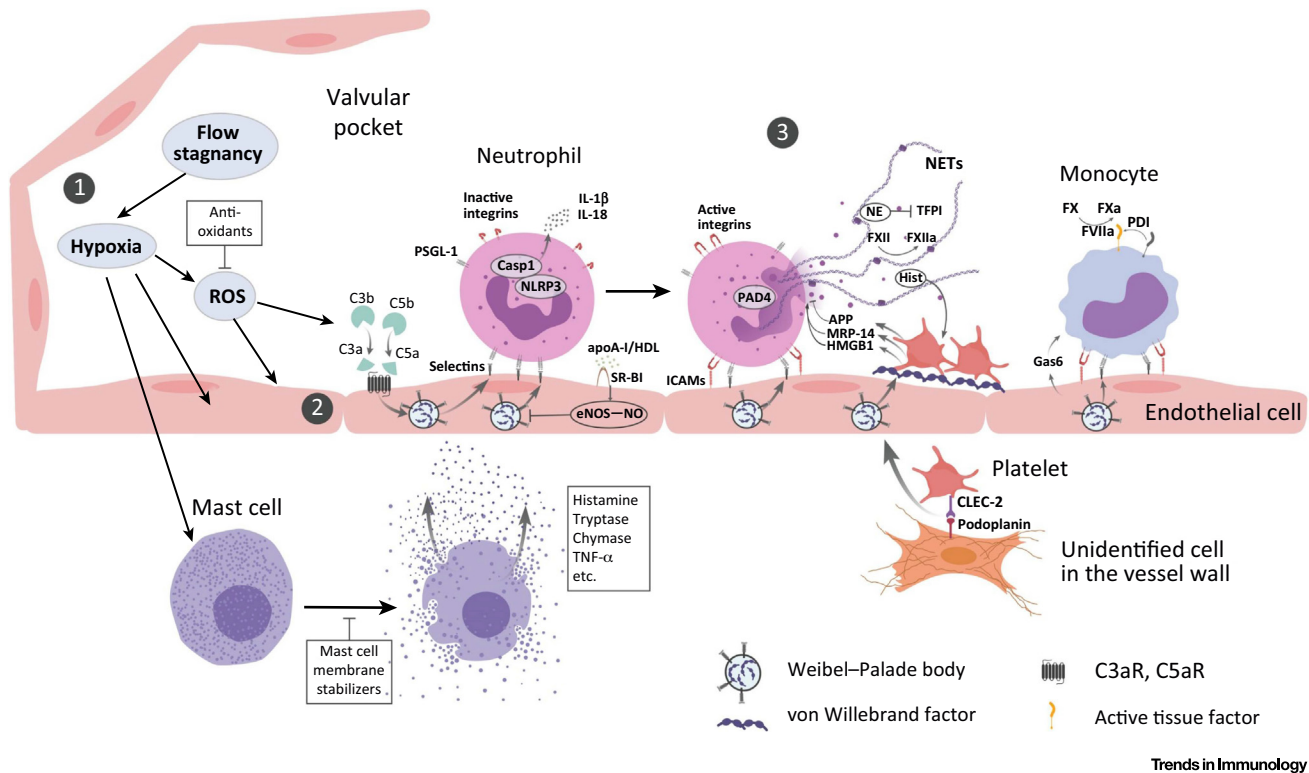 Valvular
pocket
Flow
stagnancy
1
Anti-
oxidants
Hypoxia
ROS
C3b
C5b
C3a
C5a
Neutrophil
Inactive
integrins
IL-1β
IL-18
PSGL-1
Casp1
NLRP3
Selectins
apoA-I/HDL
SR-BI
eNOS—NO
2
3
Active
integrins
NETs
NE
TFPI
FXII
FXIIa
Hist
PAD4
APP
MRP-14
HMGB1
ICAMs
Monocyte
FX
FXa
PDI
FVIIa
Gas6
Endothelial cell
Mast cell
Histamine
Tryptase
Chymase
TNF-α
etc.
Mast cell
membrane
stabilizers
Platelet
CLEC-2
Podoplanin
Unidentified cell
in the vessel wall
Weibel–Palade body
C3aR, C5aR
von Willebrand factor
Active tissue factor
Trends in Immunology